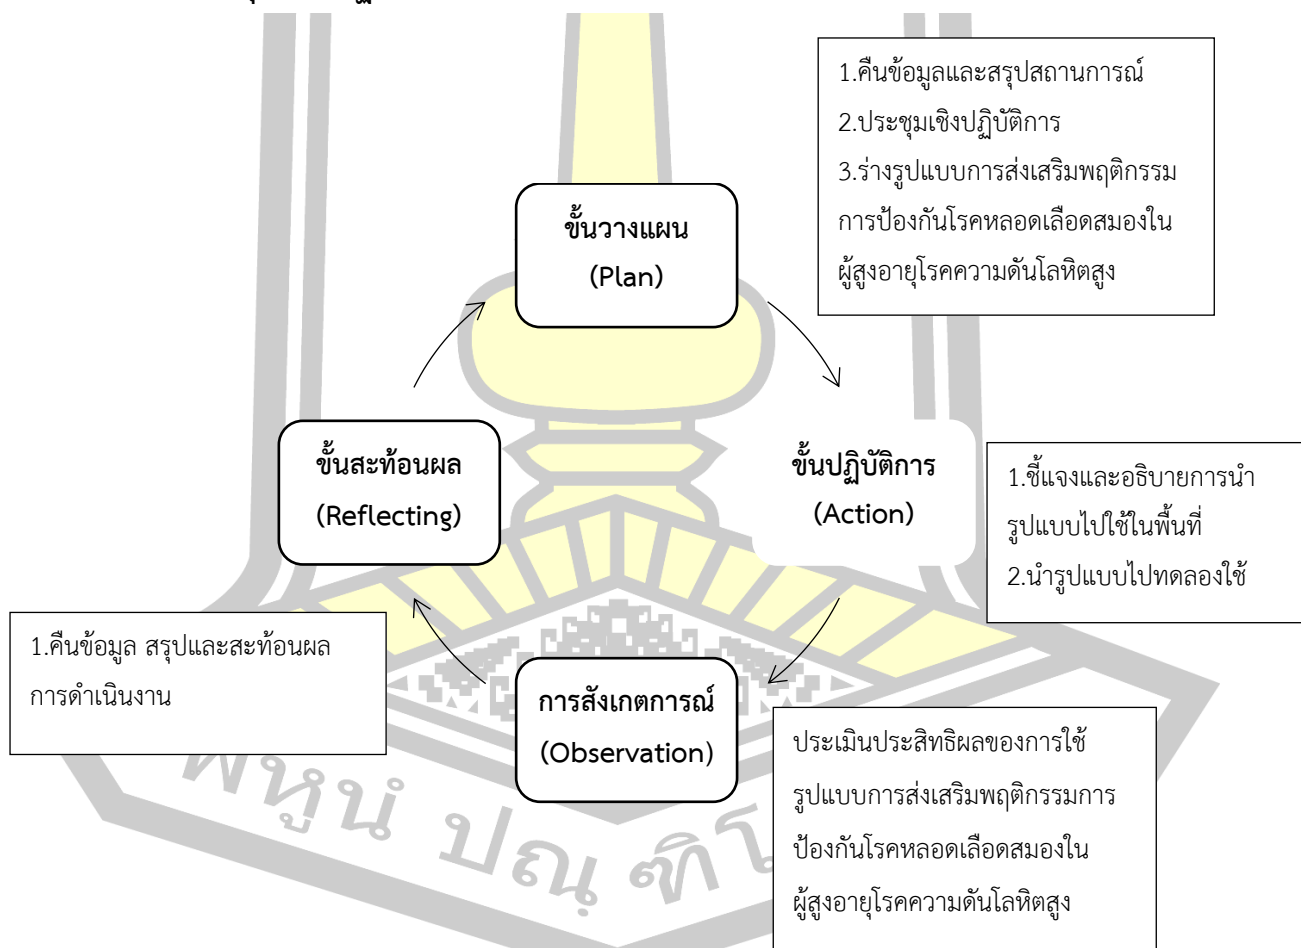 1.คืนข้อมูลและสรุปสถานการณ์
2.ประชุมเชิงปฏิบัติการ
3.ร่างรูปแบบการส่งเสริมพฤติกรรม
การป้องกันโรคหลอดเลือดสมองใน
ผู้สูงอายุโรคความดันโลหิตสูง
ขั้นวางแผน
(Plan)
ขั้นสะท้อนผล
(Reflecting)
ขั้นปฏิบัติการ
(Action)
1.ชี้แจงและอธิบายการนำ
รูปแบบไปใช้ในพื้นที่
2.นำรูปแบบไปทดลองใช้
1.คืนข้อมูล สรุปและสะท้อนผล
การดำเนินงาน
การสังเกตการณ์
(Observation)
ประเมินประสิทธิผลของการใช้
รูปแบบการส่งเสริมพฤติกรรมการ
ป้องกันโรคหลอดเลือดสมองใน
ผู้สูงอายุโรคความดันโลหิตสูง
พหูนํ ปณฺ ฑิโ